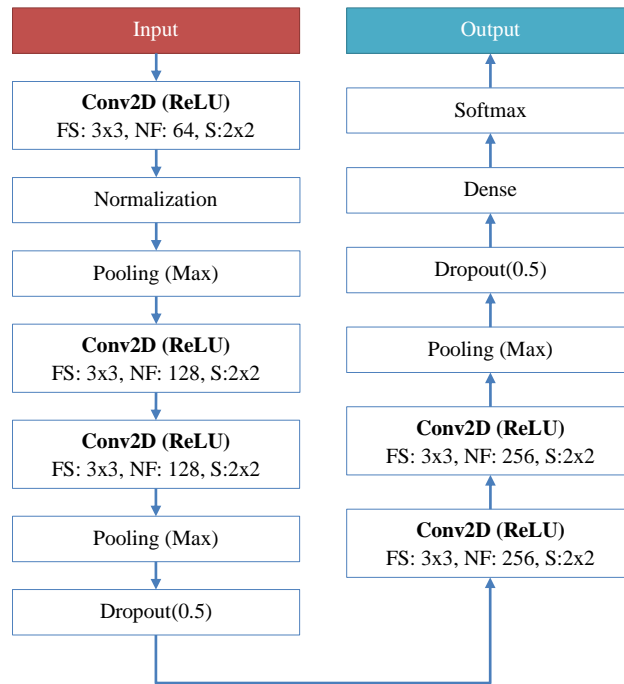 Input
Conv2D (ReLU)
FS: 3x3, NF: 64, S:2x2
Normalization
Pooling (Max)
Conv2D (ReLU)
FS: 3x3, NF: 128, S:2x2
Conv2D (ReLU)
FS: 3x3, NF: 128, S:2x2
Pooling (Max)
Dropout(0.5)
Output
Softmax
Dense
Dropout(0.5)
Pooling (Max)
Conv2D (ReLU)
FS: 3x3, NF: 256, S:2x2
Conv2D (ReLU)
FS: 3x3, NF: 256, S:2x2